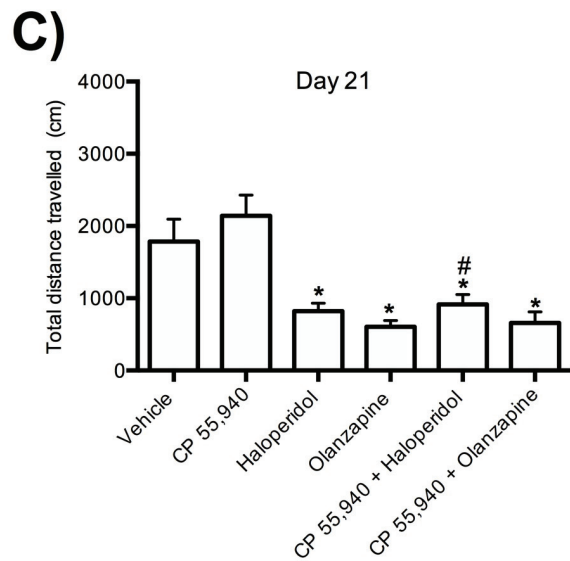 C)
Day 21
Total distance travelled (cm)
4000
3000
2000
1000
0
*
*
#
*
*
Vehicle
CP 55,940
Haloperidol
Olanzapine
CP 55,940 + Haloperidol
CP 55,940 + Olanzapine